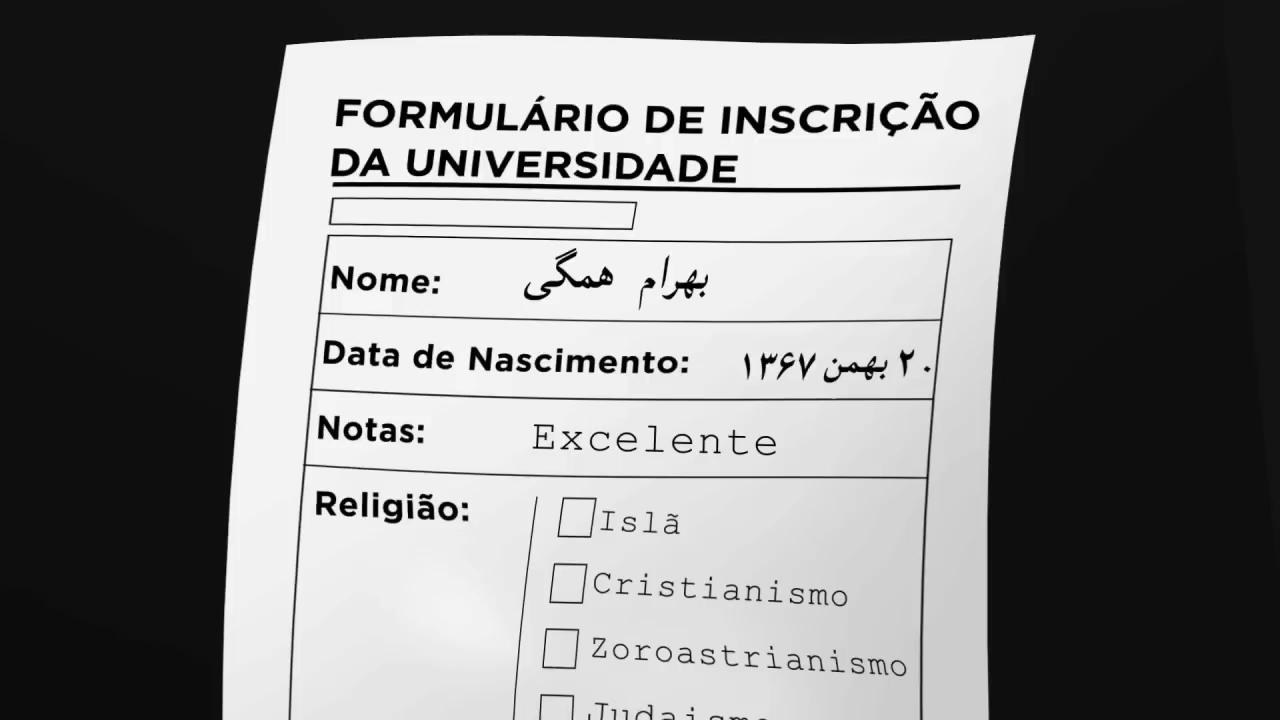 FORMULÁRIO DE INSCRIÇÃO
DA UNIVERSIDADE
Nome: بهرام همگی
Data de Nascimento: ۲۰ بهمن ۱۳۶۷
Notas: Excelente
Religião: Islã
Cristianismo
Zoroastrianismo
Judaismo